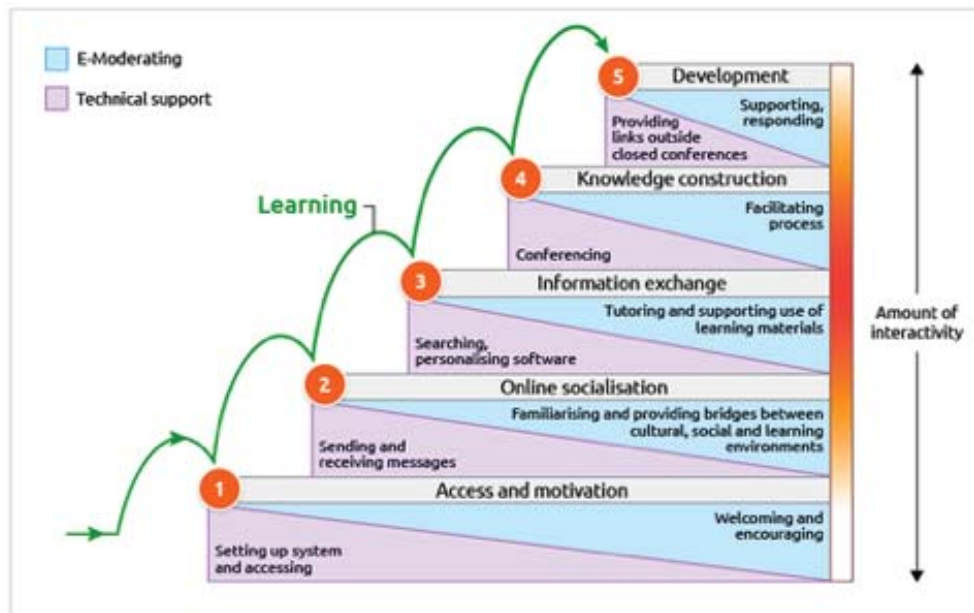 E-Moderating
Technical support
Learning
5
Development
Supporting,
responding
Providing
links outside
closed conferences
4
Knowledge construction
Facilitating
process
Conferencing
3
Information exchange
Tutoring and supporting use of
learning materials
Searching,
personalising software
2
Online socialisation
Familiarising and providing bridges between
cultural, social and learning
environments
Sending and
receiving messages
1
Access and motivation
Welcoming and
encouraging
Setting up system
and accessing
Amount of
interactivity